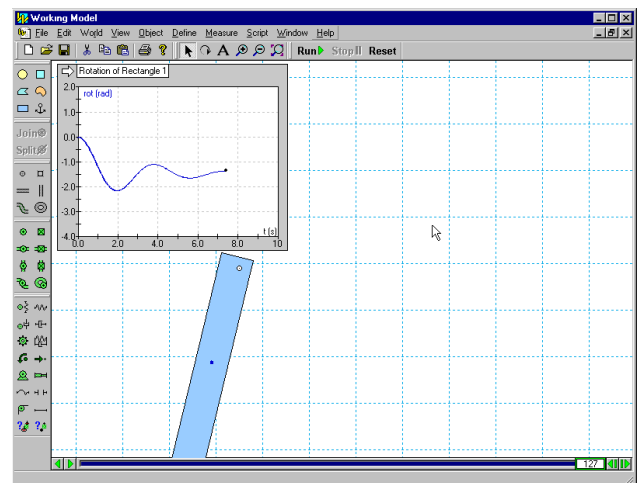 Working Model
File Edit World View Object Define Measure Script Window Help
Run Stop Reset
Join
Split
Rotation of Rectangle 1
rot (rad)
2.0
1.0
0.0
-1.0
-2.0
-3.0
-4.0
t (s)
0.0 2.0 4.0 6.0 8.0 10
127